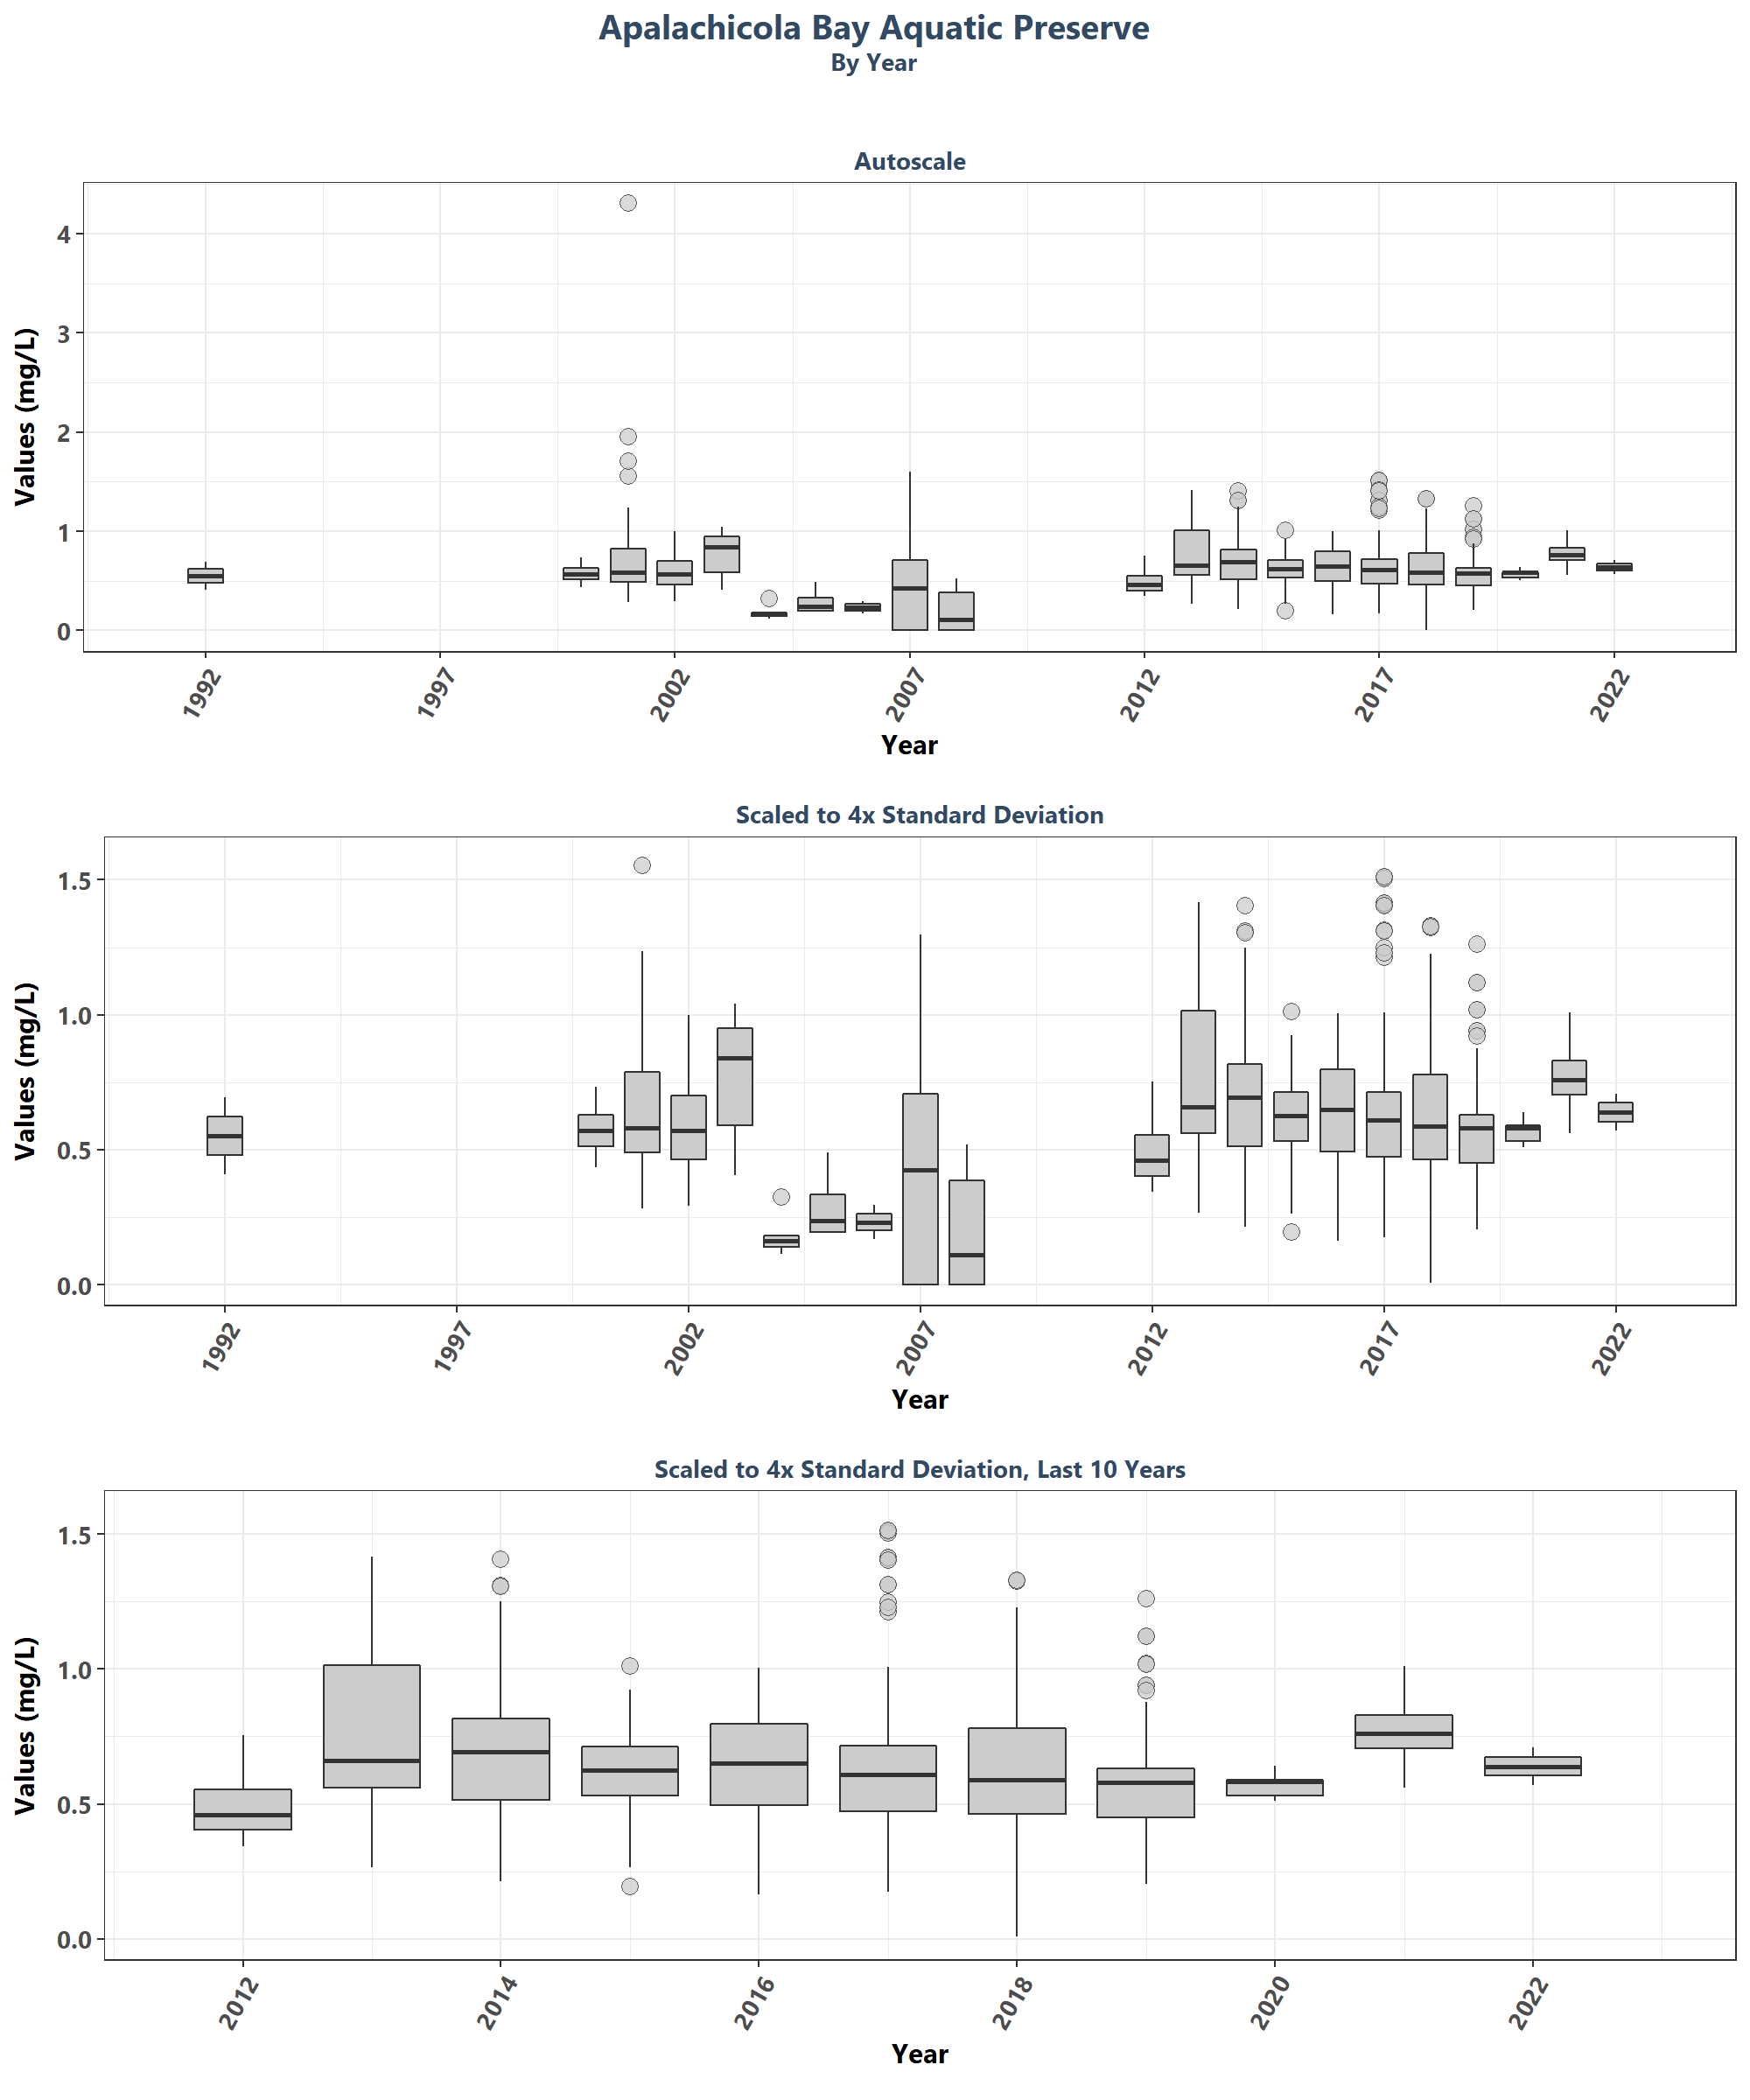 Apalachicola Bay Aquatic Preserve
By Year
Autoscale
Values (mg/L)
4
3
2
1
0
1992 1997 2002 2007 2012 2017 2022
Year
Scaled to 4x Standard Deviation
Values (mg/L)
1.5
1.0
0.5
0.0
1992 1997 2002 2007 2012 2017 2022
Year
Scaled to 4x Standard Deviation, Last 10 Years
Values (mg/L)
1.5
1.0
0.5
0.0
2012 2014 2016 2018 2020 2022
Year